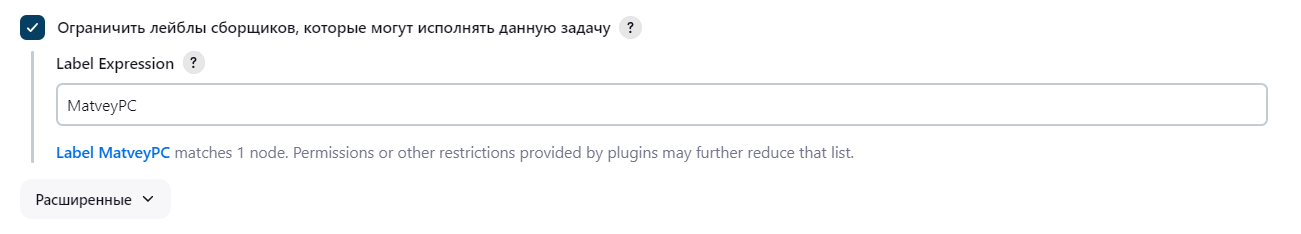 Ограничить лейблы сборщиков, которые могут исполнять данную задачу ?
Label Expression ?
MatveyPC
Label MatveyPC matches 1 node. Permissions or other restrictions provided by plugins may further reduce that list.
Расширенные